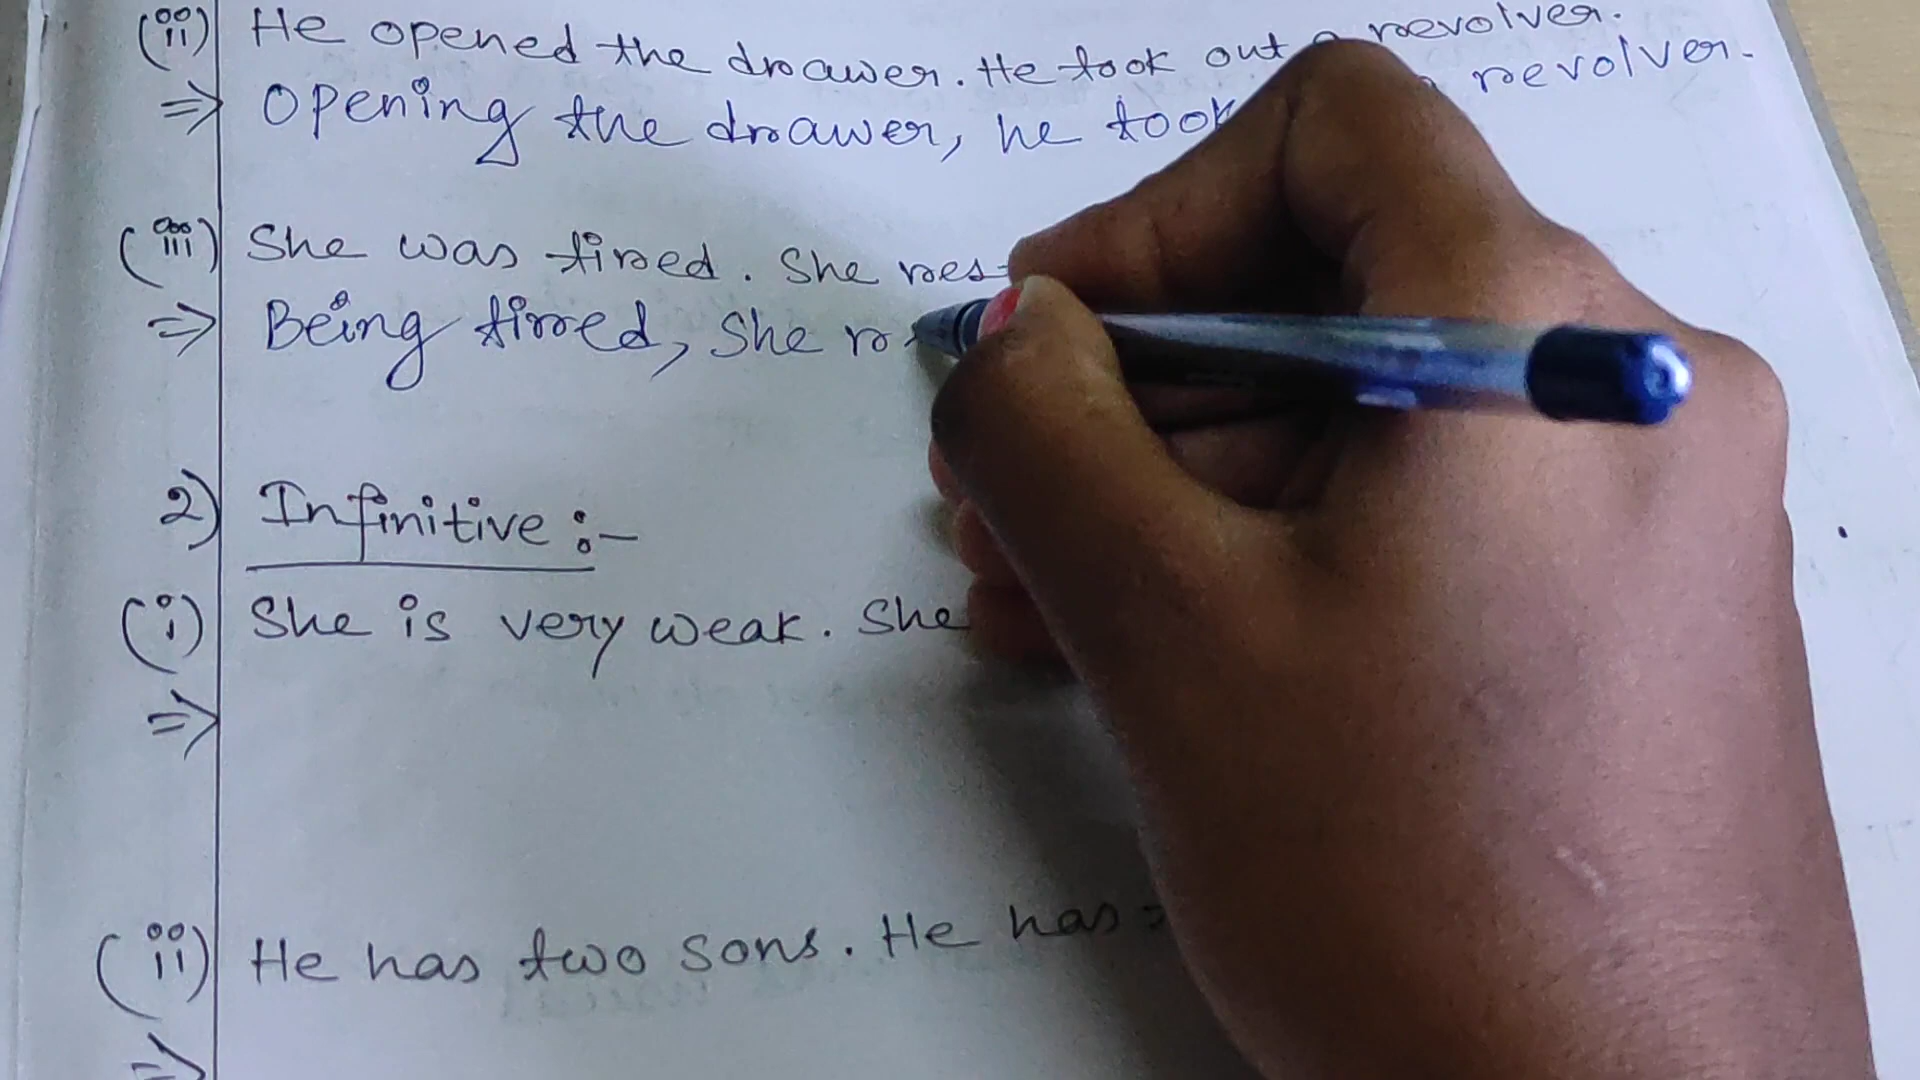 (ii) He opened the drawer. He took out a revolver.
⇒ Opening the drawer, he took revolver.
(iii) She was tired. She
⇒ Being tired, She
2) Infinitive :-
(i) She is very weak. She
⇒
(ii) He has two sons. He has
⇒